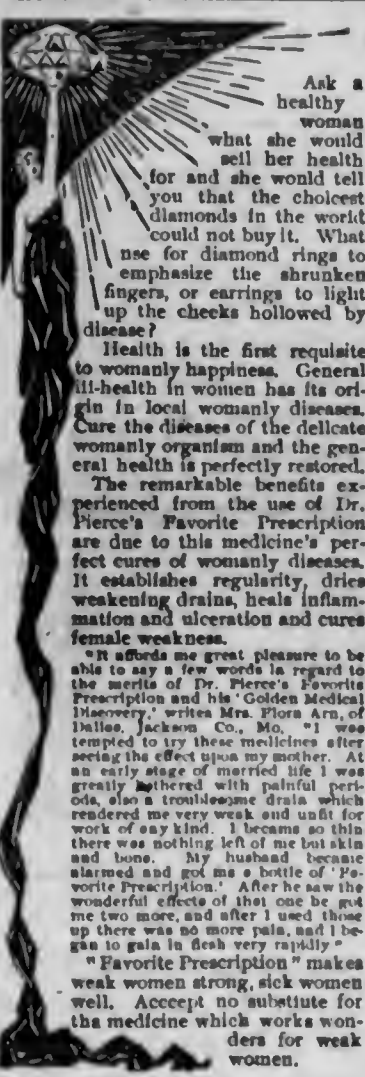 Ask a
healthy
woman
what she would
sell her health
for and she would tell
you that the choicest
diamonds in the world
could not buy it. What
use for diamond rings to
emphasize the shrunken
fingers, or earrings to light
up the cheeks hollowed by
disease?
Health is the first requisite
to womanly happiness. General
ill-health in women has its ori-
gin in local womanly diseases.
Cure the diseases of the delicate
womanly organism and the gen-
eral health is perfectly restored.
The remarkable benefits ex-
perienced from the use of Dr.
Pierce's Favorite Prescription
are due to this medicine's per-
fect cures of womanly diseases.
It establishes regularity, dries
weakening drains, heals inflam-
mation and ulceration and cures
female weakness.
"It affords me great pleasure to be
able to say a few words in regard to
the merits of Dr. Pierce's Favorite
Prescription and his 'Golden Medical
Discovery,' writes Mrs. Flora Arn, of
Dallas, Jackson Co., Mo. "I was
tempted to try these medicines after
seeing the effect upon my mother. At
an early stage of married life I was
greatly bothered with painful peri-
ods, also a troublesome drain which
rendered me very weak and unfit for
work of any kind. I became so thin
there was nothing left of me but skin
and bone. My husband became
alarmed and got me a bottle of 'Fa-
vorite Prescription.' After he saw the
wonderful effects of that one he got
me two more, and after I used those
up there was no more pain, and I be-
gan to gain in flesh very rapidly"
"Favorite Prescription" makes
weak women strong, sick women
well. Acccept no substiute for
the medicine which works won-
ders for weak
women.